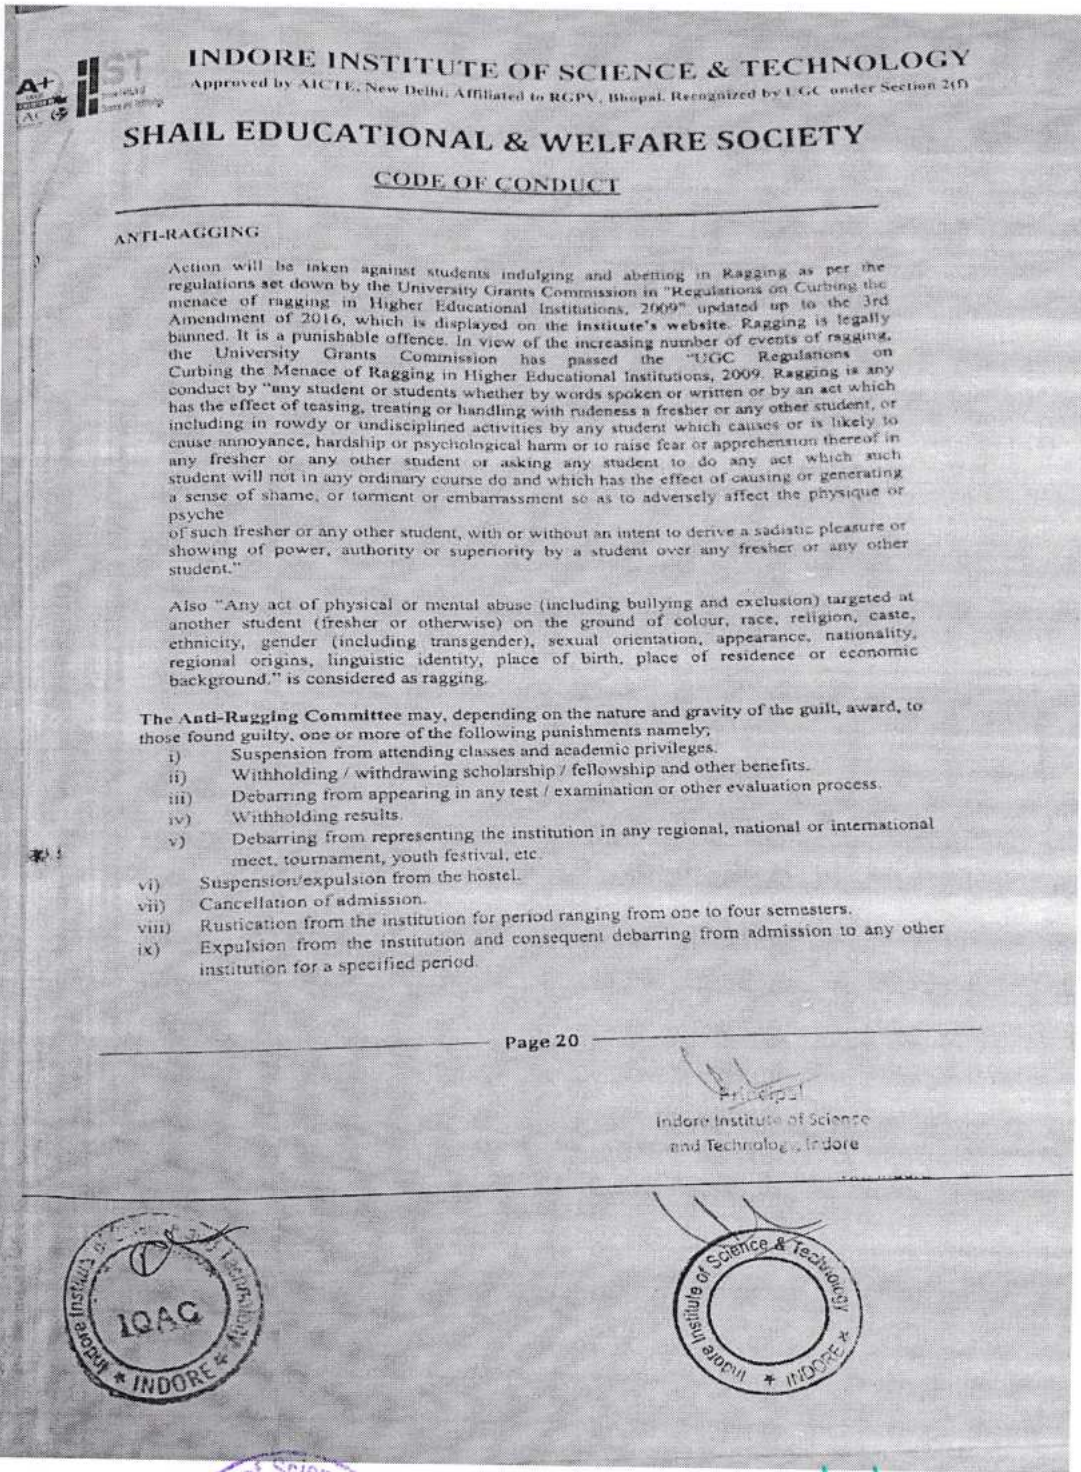 INDORE INSTITUTE OF SCIENCE & TECHNOLOGY
Approved by AICTE, New Delhi, Affiliated to RGPV, Bhopal. Recognized by UGC under Section 2(f)
A+
IIST
SHAIL EDUCATIONAL & WELFARE SOCIETY
CODE OF CONDUCT
ANTI-RAGGING
Action will be taken against students indulging and abetting in Ragging as per the
regulations set down by the University Grants Commission in "Regulations on Curbing the
menace of ragging in Higher Educational Institutions, 2009" updated up to the 3rd
Amendment of 2016, which is displayed on the Institute's website. Ragging is legally
banned. It is a punishable offence. In view of the increasing number of events of ragging,
the University Grants Commission has passed the "UGC Regulations on
Curbing the Menace of Ragging in Higher Educational Institutions, 2009. Ragging is any
conduct by "any student or students whether by words spoken or written or by an act which
has the effect of teasing, treating or handling with rudeness a fresher or any other student, or
including in rowdy or undisciplined activities by any student which causes or is likely to
cause annoyance, hardship or psychological harm or to raise fear or apprehension thereof in
any fresher or any other student or asking any student to do any act which such
student will not in any ordinary course do and which has the effect of causing or generating
a sense of shame, or torment or embarrassment so as to adversely affect the physique or
psyche
of such fresher or any other student, with or without an intent to derive a sadistic pleasure or
showing of power, authority or superiority by a student over any fresher or any other
student."
Also "Any act of physical or mental abuse (including bullying and exclusion) targeted at
another student (fresher or otherwise) on the ground of colour, race, religion, caste,
ethnicity, gender (including transgender), sexual orientation, appearance, nationality,
regional origins, linguistic identity, place of birth, place of residence or economic
background." is considered as ragging.
The Anti-Ragging Committee may, depending on the nature and gravity of the guilt, award, to
those found guilty, one or more of the following punishments namely;
i) Suspension from attending classes and academic privileges.
ii) Withholding / withdrawing scholarship / fellowship and other benefits.
iii) Debarring from appearing in any test / examination or other evaluation process.
iv) Withholding results.
v) Debarring from representing the institution in any regional, national or international
meet, tournament, youth festival, etc.
vi) Suspension/expulsion from the hostel.
vii) Cancellation of admission.
viii) Rustication from the institution for period ranging from one to four semesters.
ix) Expulsion from the institution and consequent debarring from admission to any other
institution for a specified period.
Page 20
Principal
Indore Institute of Science
and Technology, Indore
Indore Institute of Science and Technology
IQAC
★ INDORE ★
Indore Institute of Science & Technology
★ INDORE ★
of Scien